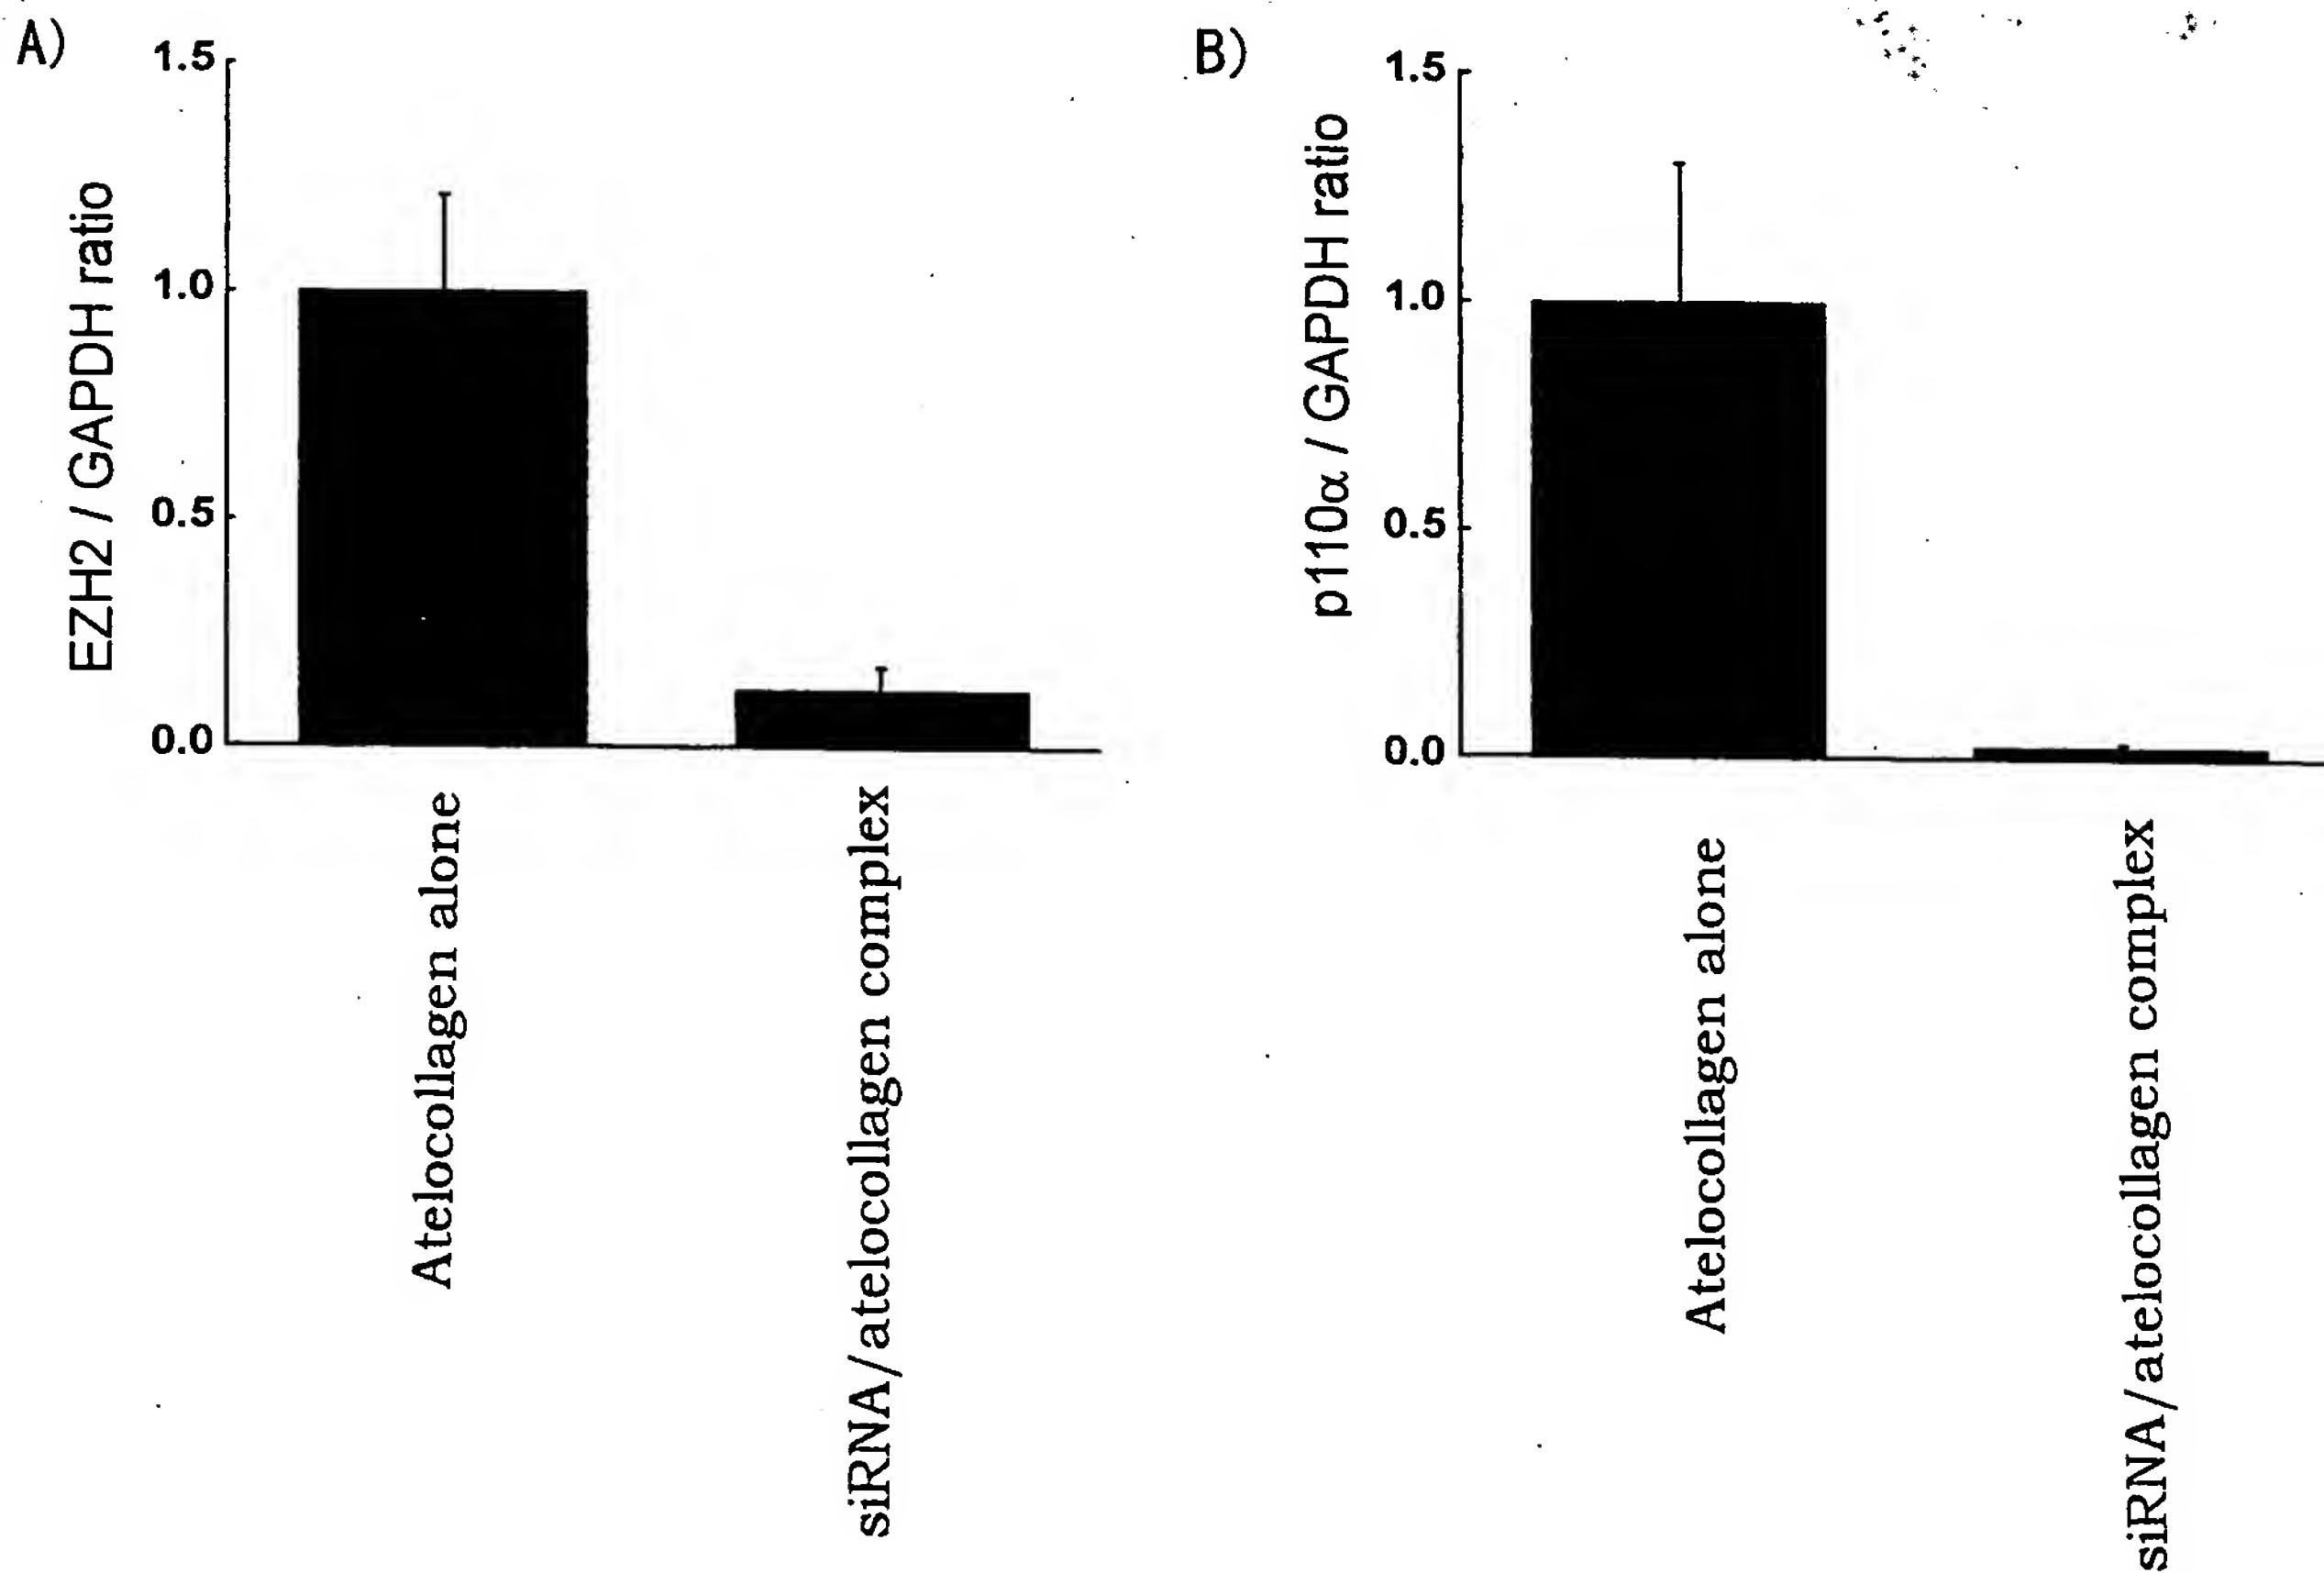 A)
EZH2 / GAPDH ratio
1.5
1.0
0.5
0.0
Atelocollagen alone
siRNA/atelocollagen complex
B)
p110α / GAPDH ratio
1.5
1.0
0.5
0.0
Atelocollagen alone
siRNA/atelocollagen complex